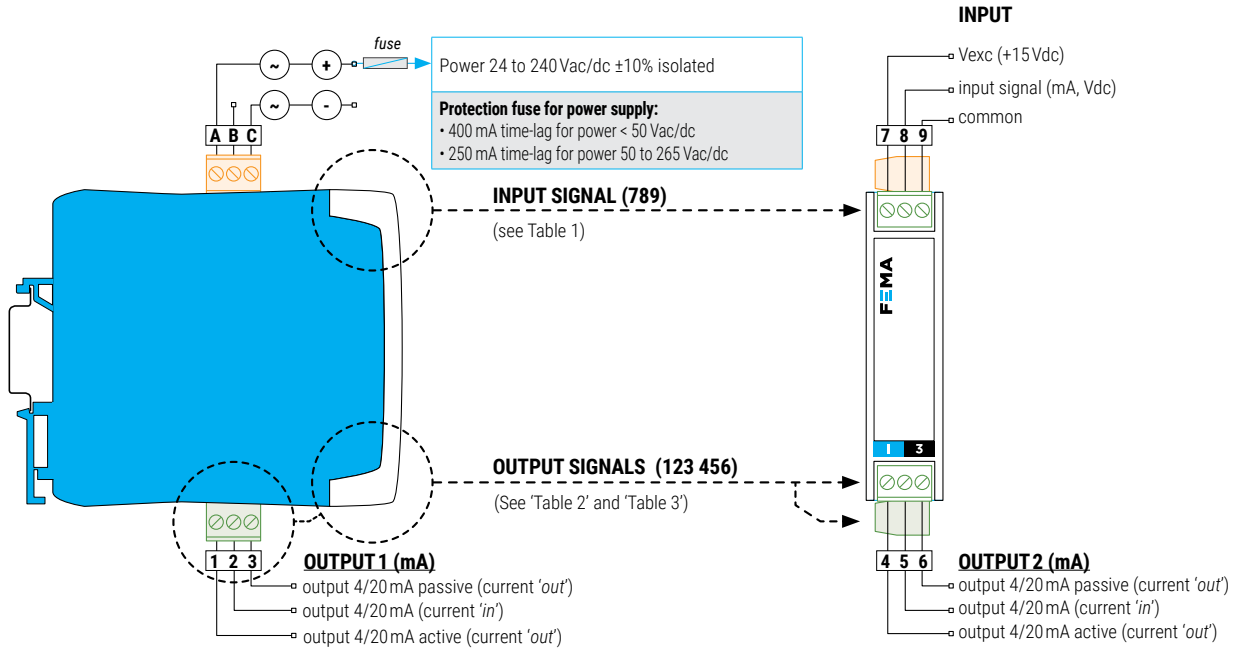 INPUT
fuse
~ +
Power 24 to 240 Vac/dc ±10% isolated
~ -
Protection fuse for power supply:
• 400 mA time-lag for power < 50 Vac/dc
• 250 mA time-lag for power 50 to 265 Vac/dc
A B C
Vexc (+15 Vdc)
input signal (mA, Vdc)
common
7 8 9
INPUT SIGNAL (789)
(see Table 1)
FEMA
I 3
OUTPUT SIGNALS (123 456)
(See ‘Table 2’ and ‘Table 3’)
1 2 3
OUTPUT 1 (mA)
output 4/20 mA passive (current ‘out’)
output 4/20 mA (current ‘in’)
output 4/20 mA active (current ‘out’)
4 5 6
OUTPUT 2 (mA)
output 4/20 mA passive (current ‘out’)
output 4/20 mA (current ‘in’)
output 4/20 mA active (current ‘out’)